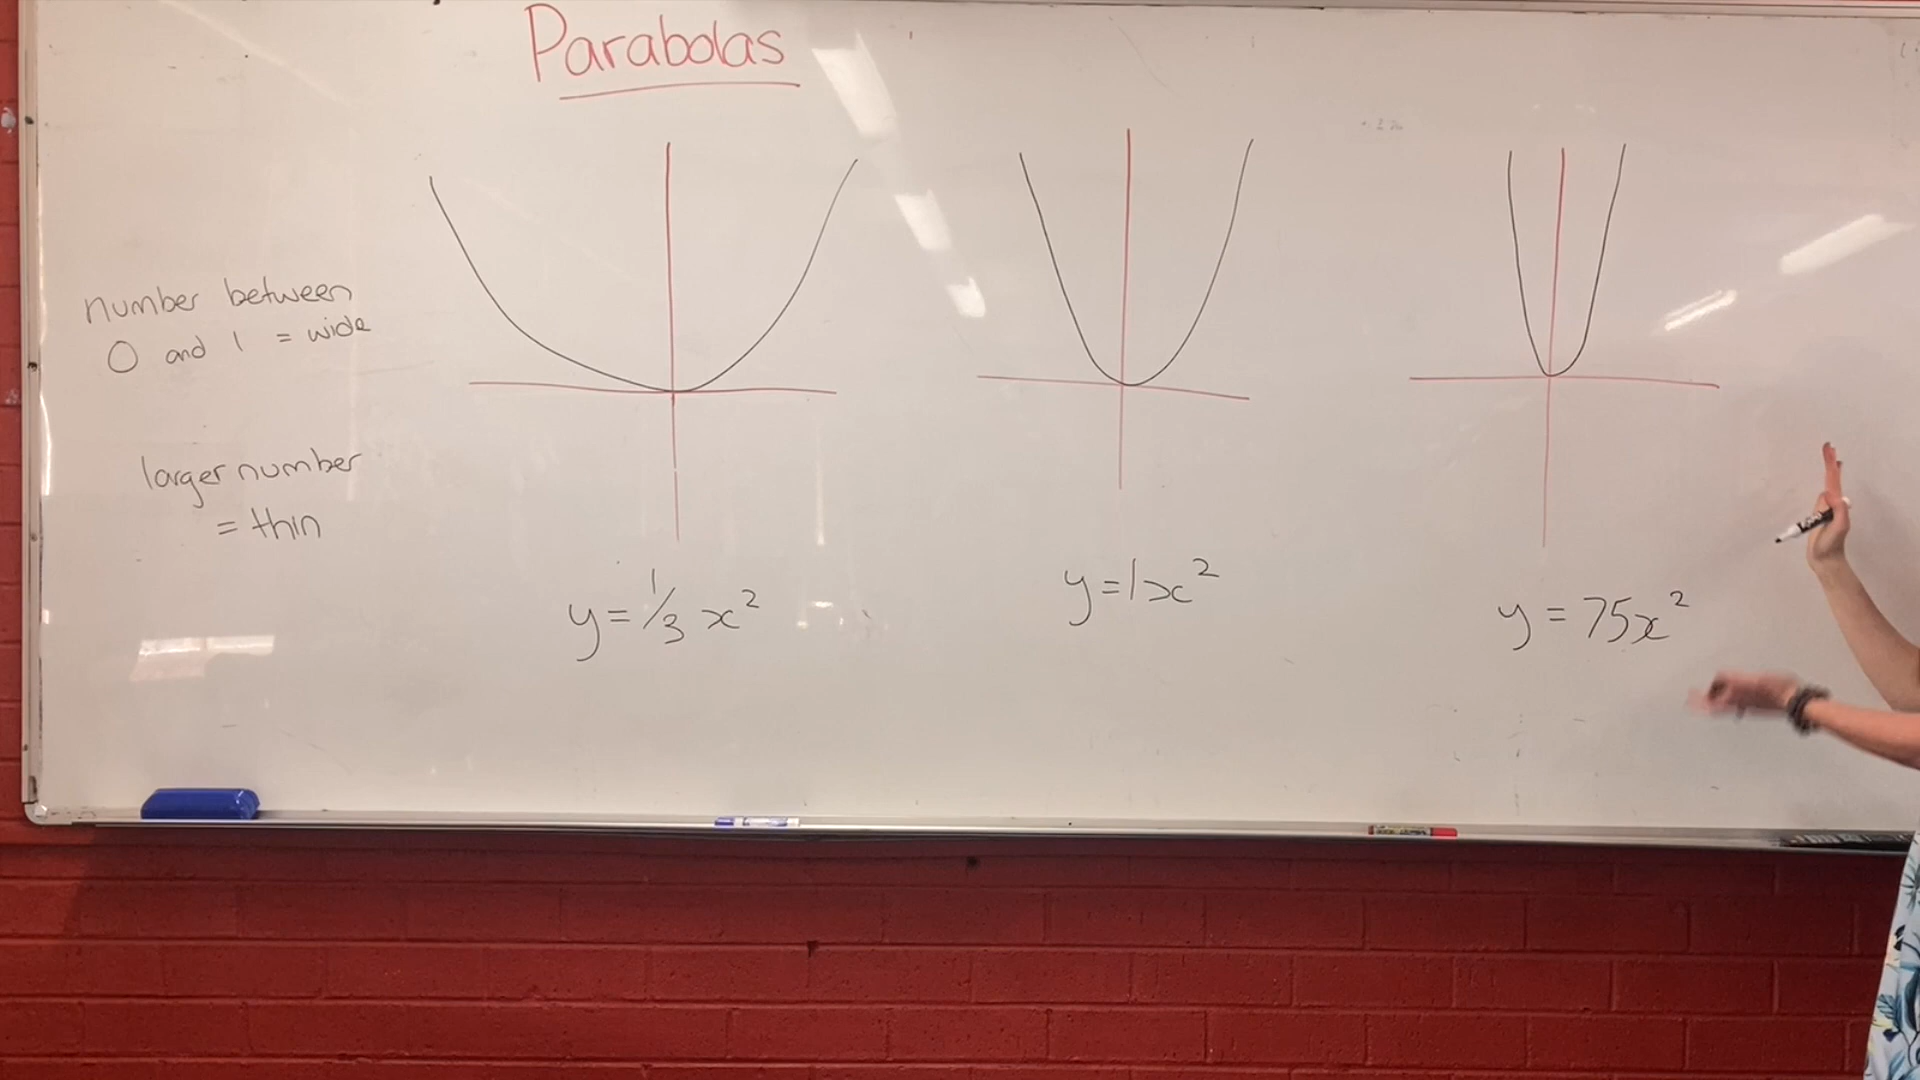 Parabolas
number between
0 and 1 = wide
larger number
= thin
y = 1/3 x²
y = 1x²
y = 75x²